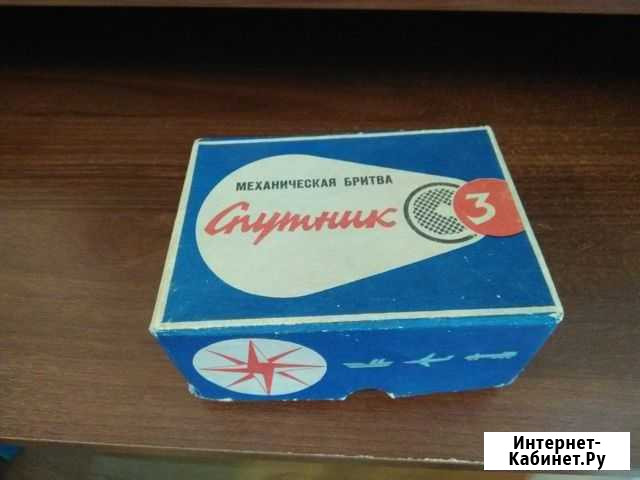 МЕХАНИЧЕСКАЯ БРИТВА
Спутник
3
Интернет-
Кабинет.Ру